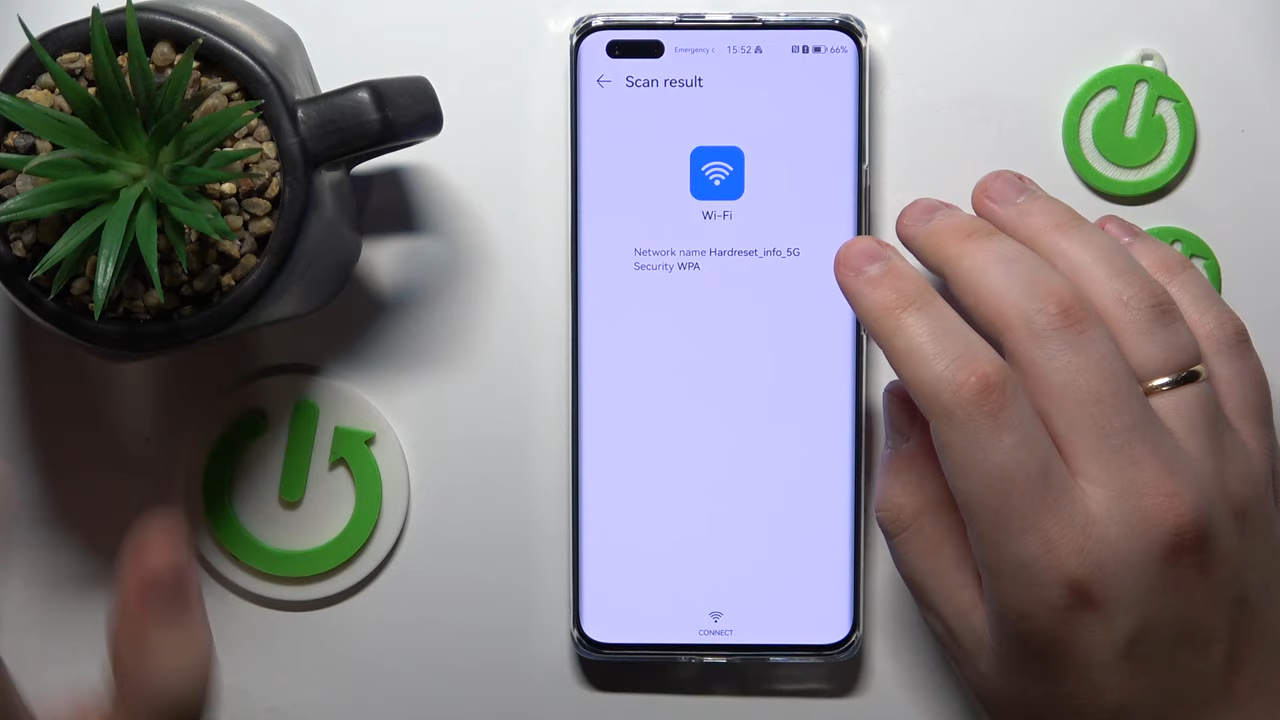 Emergency c 15:52 66%
Scan result
Wi-Fi
Network name Hardreset_info_5G
Security WPA
CONNECT